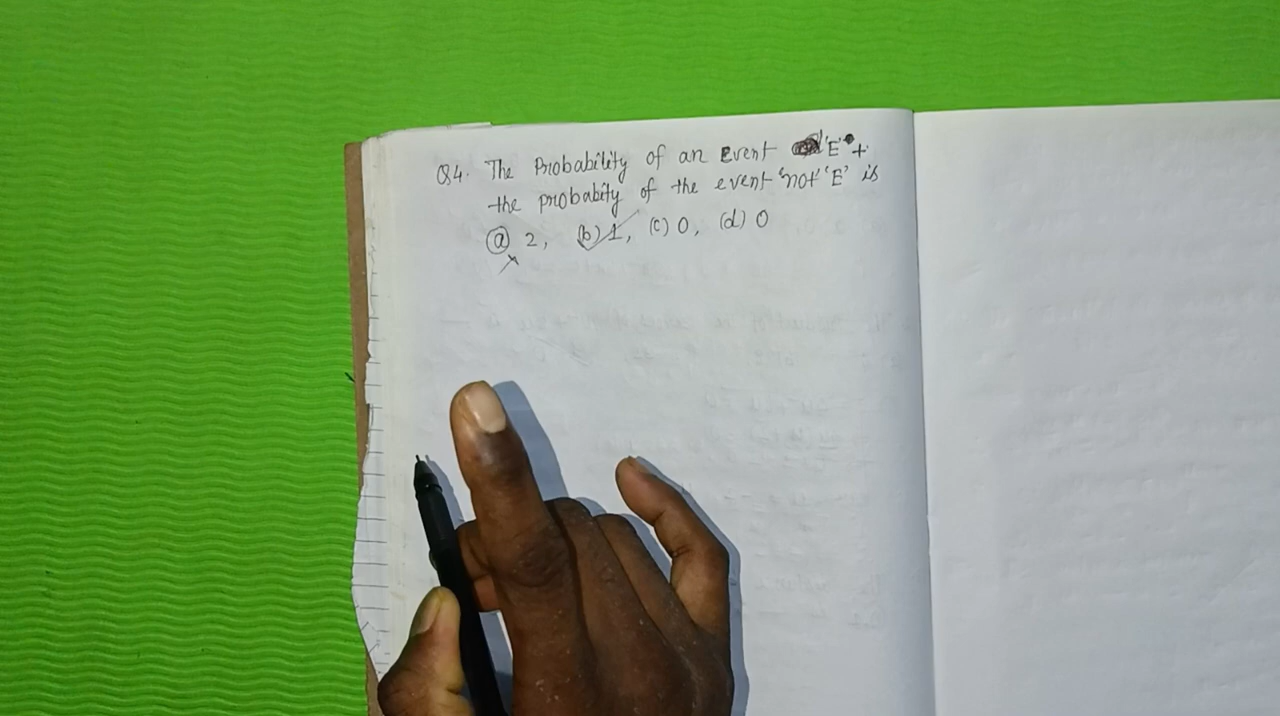 Q4. The Probability of an Event 'E' +
the probabity of the event 'not 'E' is
(a) 2, (b) 1, (c) 0, (d) 0